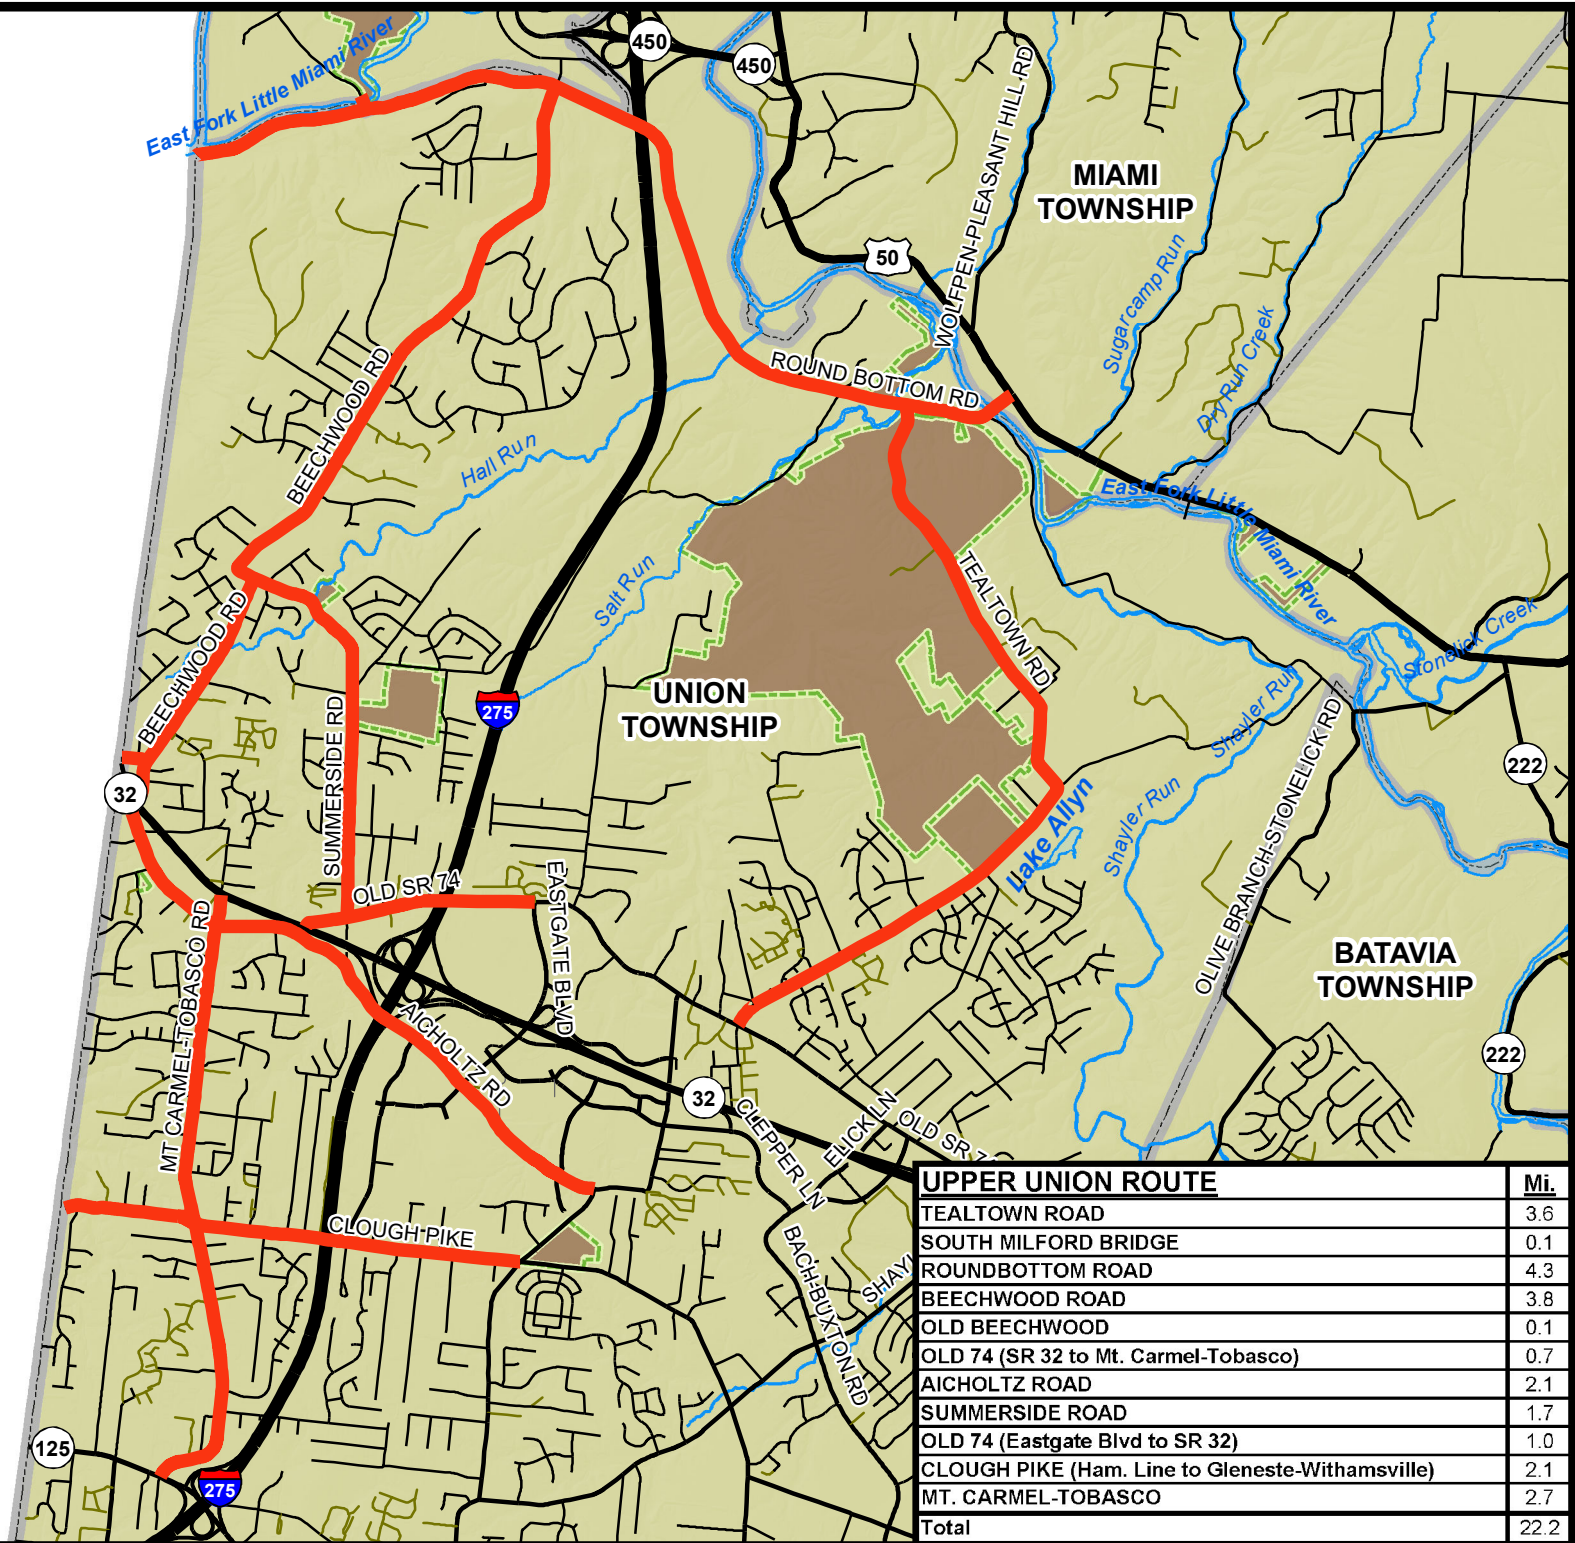 450
450
East Fork Little Miami River
WOLFPEN-PLEASANT HILL RD
MIAMI
TOWNSHIP
50
Sugarcamp Run
Dry Run Creek
ROUND BOTTOM RD
BEECHWOOD RD
Hall Run
East Fork Little Miami River
Salt Run
TEALTOWN RD
BEECHWOOD RD
Stonelick Creek
UNION
TOWNSHIP
275
SUMMERSIDE RD
Shayler Run
OLIVE BRANCH-STONELICK RD
222
32
Lake Allyn
Shayler Run
OLD SR 74
EASTGATE BLVD
MT CARMEL-TOBASCO RD
BATAVIA
TOWNSHIP
AICHOLTZ RD
222
32
CLEPPER LN
ELICK LN
OLD SR 7
CLOUGH PIKE
BACH-BUXTON RD
SHAYL
125
275
UPPER UNION ROUTE Mi.
TEALTOWN ROAD 3.6
SOUTH MILFORD BRIDGE 0.1
ROUNDBOTTOM ROAD 4.3
BEECHWOOD ROAD 3.8
OLD BEECHWOOD 0.1
OLD 74 (SR 32 to Mt. Carmel-Tobasco) 0.7
AICHOLTZ ROAD 2.1
SUMMERSIDE ROAD 1.7
OLD 74 (Eastgate Blvd to SR 32) 1.0
CLOUGH PIKE (Ham. Line to Gleneste-Withamsville) 2.1
MT. CARMEL-TOBASCO 2.7
Total 22.2